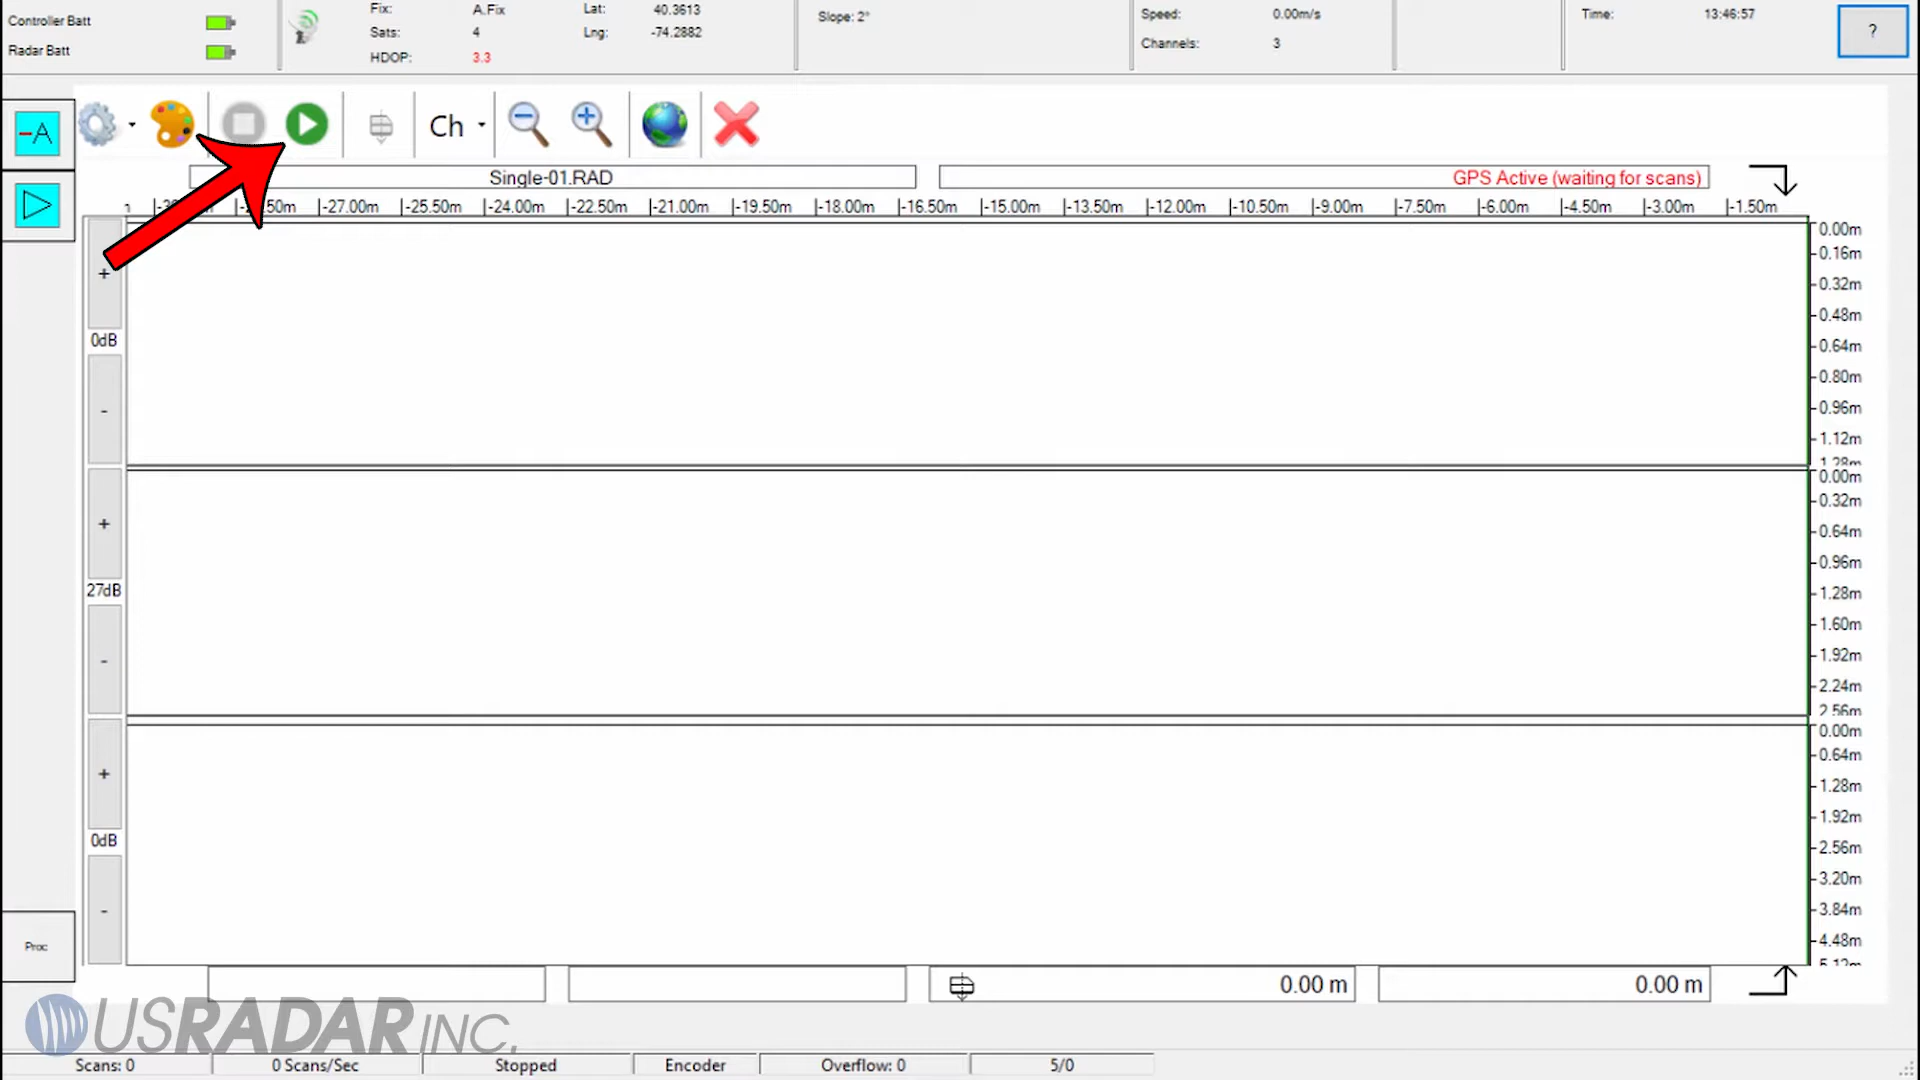 Controller Batt
Radar Batt
Fix: A.Fix
Sats: 4
HDOP: 3.3
Lat: 40.3613
Lng: -74.2882
Slope: 2°
Speed: 0.00m/s
Channels: 3
Time: 13:46:57
?
-A
Ch
Single-01.RAD
GPS Active (waiting for scans)
-27.00m -25.50m -24.00m -22.50m -21.00m -19.50m -18.00m -16.50m -15.00m -13.50m -12.00m -10.50m -9.00m -7.50m -6.00m -4.50m -3.00m -1.50m
+
0dB
-
0.00m
0.16m
0.32m
0.48m
0.64m
0.80m
0.96m
1.12m
1.28m
+
27dB
-
0.00m
0.32m
0.64m
0.96m
1.28m
1.60m
1.92m
2.24m
2.56m
+
0dB
-
0.00m
0.64m
1.28m
1.92m
2.56m
3.20m
3.84m
4.48m
5.12m
Proc
0.00 m
0.00 m
USRADAR INC.
Scans: 0
0 Scans/Sec
Stopped
Encoder
Overflow: 0
5/0